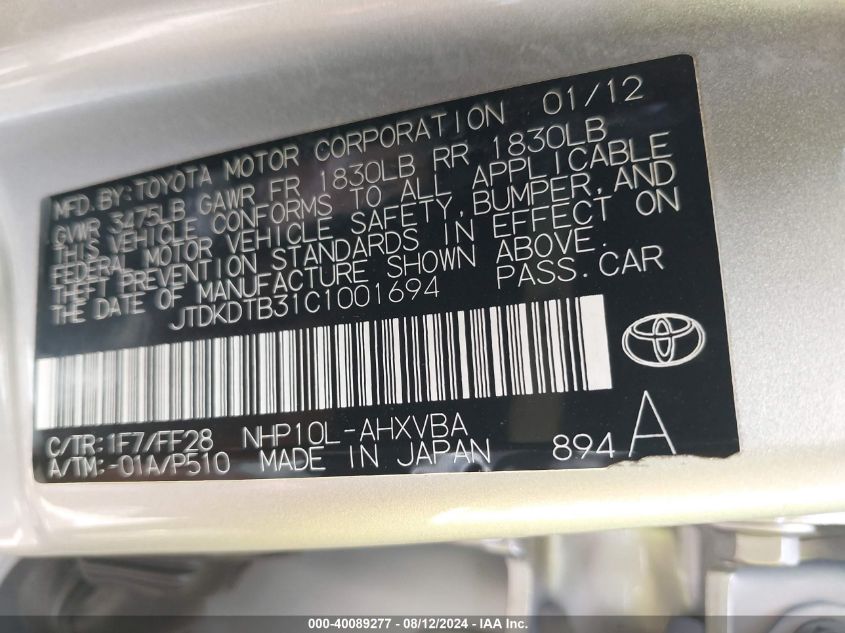 MFD.BY:TOYOTA MOTOR CORPORATION 01/12
GVWR 3475LB GAWR FR 1830LB RR 1830LB
THIS VEHICLE CONFORMS TO ALL APPLICABLE
FEDERAL MOTOR VEHICLE SAFETY,BUMPER,AND
THEFT PREVENTION STANDARDS IN EFFECT ON
THE DATE OF MANUFACTURE SHOWN ABOVE.
JTDKDTB31C1001694 PASS.CAR
C/TR:1F7/FF28 NHP10L-AHXVBA
A/TM:-01A/P510 MADE IN JAPAN 894 A
000-40089277 - 08/12/2024 - IAA Inc.